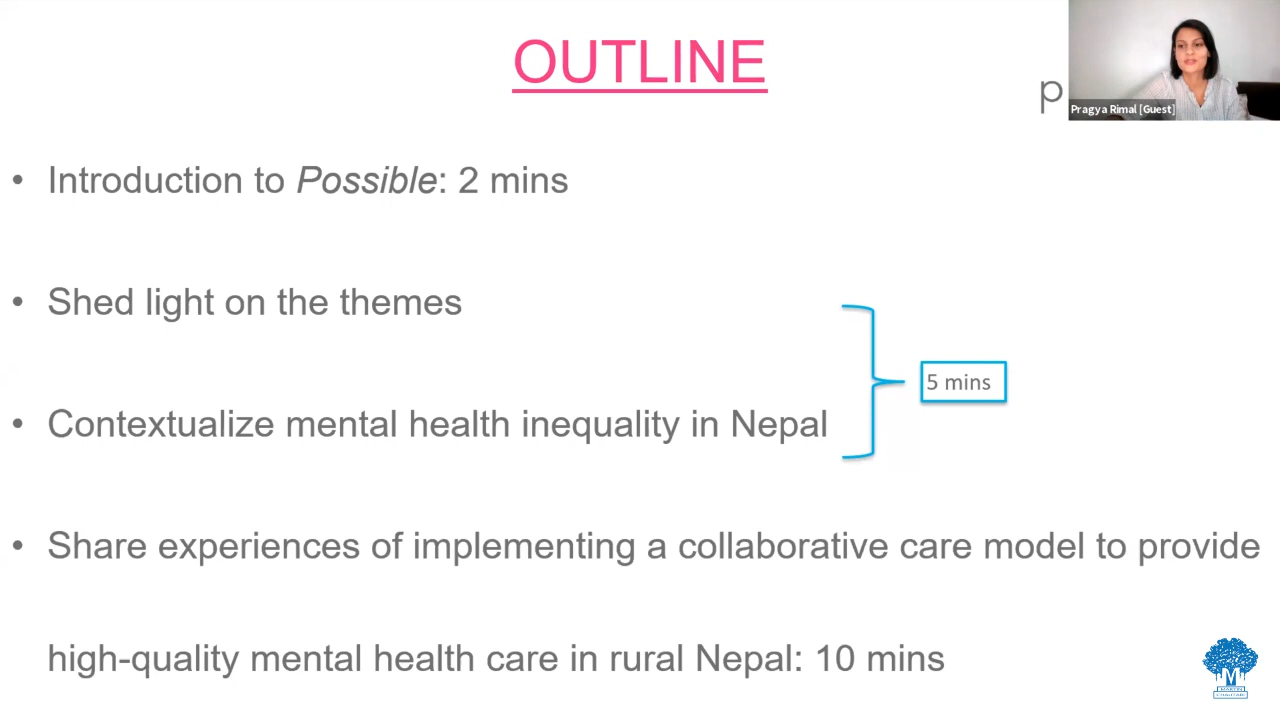 OUTLINE
p
Pragya Rimal [Guest]
• Introduction to Possible: 2 mins
• Shed light on the themes
5 mins
• Contextualize mental health inequality in Nepal
• Share experiences of implementing a collaborative care model to provide
high-quality mental health care in rural Nepal: 10 mins
M
MARTIN
CHAUTARI